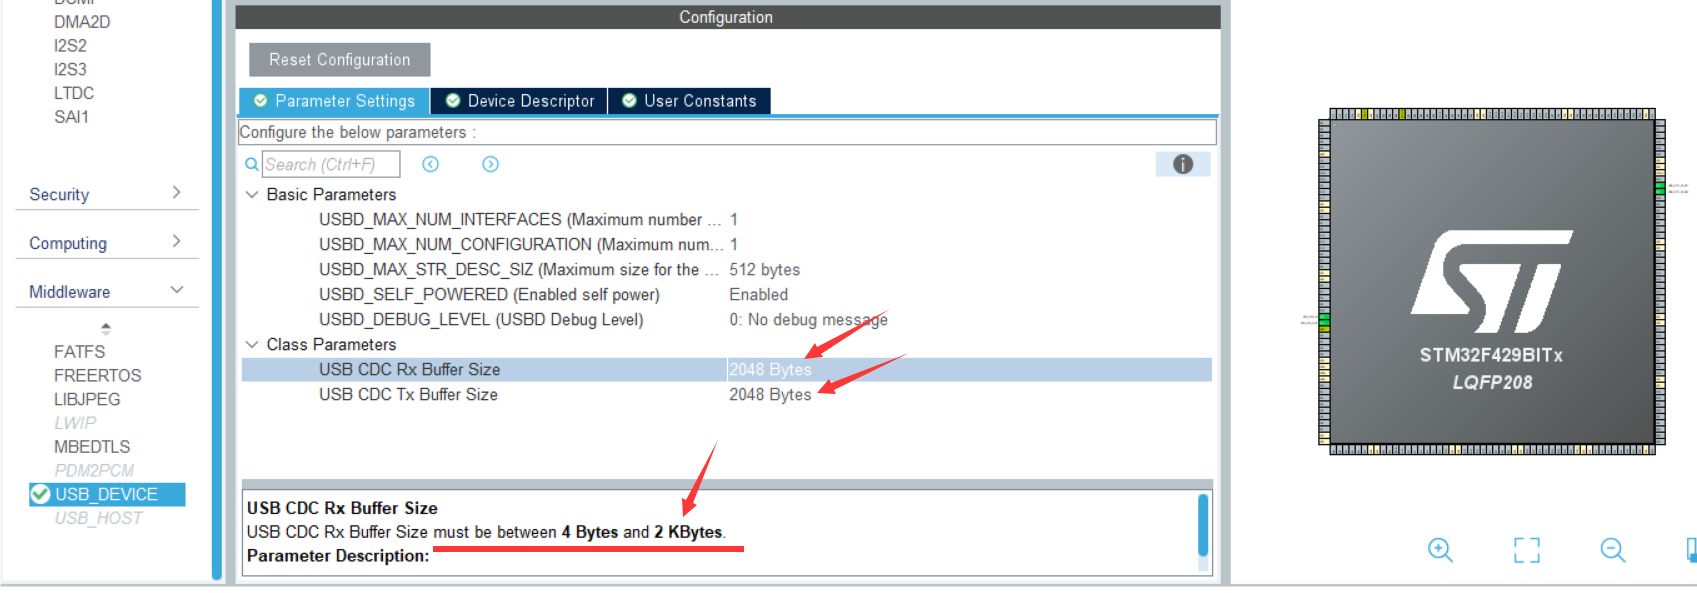 DMA2D
I2S2
I2S3
LTDC
SAI1
Security
Computing
Middleware
FATFS
FREERTOS
LIBJPEG
LWIP
MBEDTLS
PDM2PCM
USB_DEVICE
USB_HOST
Configuration
Reset Configuration
Parameter Settings
Device Descriptor
User Constants
Configure the below parameters :
Search (Ctrl+F)
Basic Parameters
USBD_MAX_NUM_INTERFACES (Maximum number ... 1
USBD_MAX_NUM_CONFIGURATION (Maximum num... 1
USBD_MAX_STR_DESC_SIZ (Maximum size for the ... 512 bytes
USBD_SELF_POWERED (Enabled self power) Enabled
USBD_DEBUG_LEVEL (USBD Debug Level) 0: No debug message
Class Parameters
USB CDC Rx Buffer Size 2048 Bytes
USB CDC Tx Buffer Size 2048 Bytes
USB CDC Rx Buffer Size
USB CDC Rx Buffer Size must be between 4 Bytes and 2 KBytes.
Parameter Description:
STM32F429BITx
LQFP208